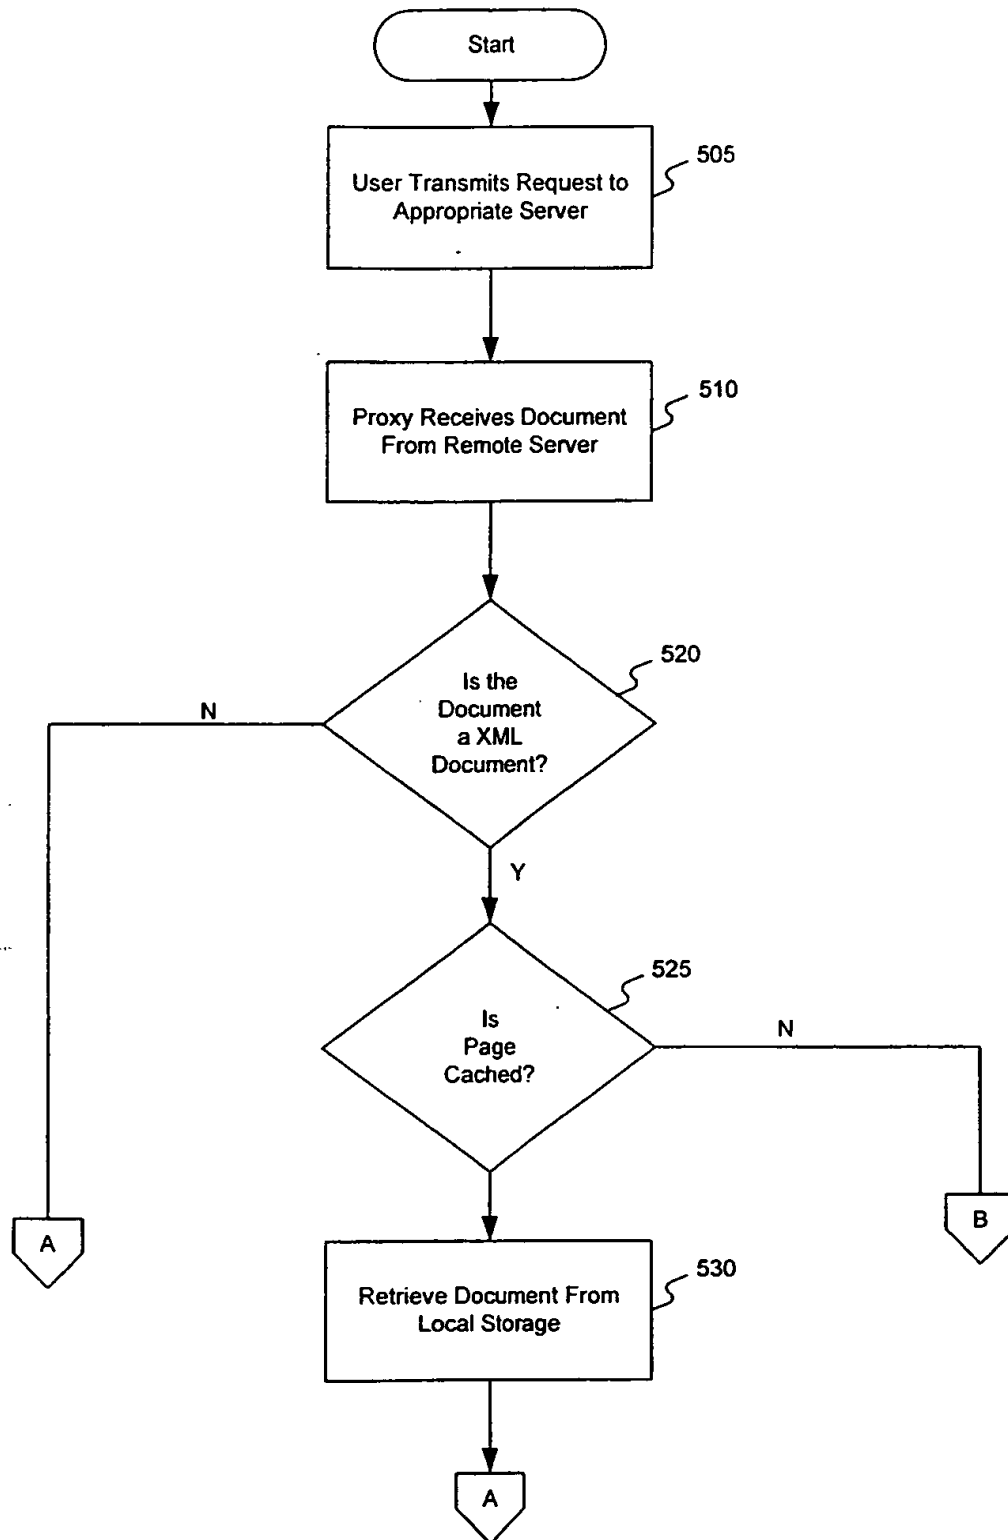 Start
User Transmits Request to
Appropriate Server
505
Proxy Receives Document
From Remote Server
510
Is the
Document
a XML
Document?
520
N
Y
Is
Page
Cached?
525
N
A
B
Retrieve Document From
Local Storage
530
A